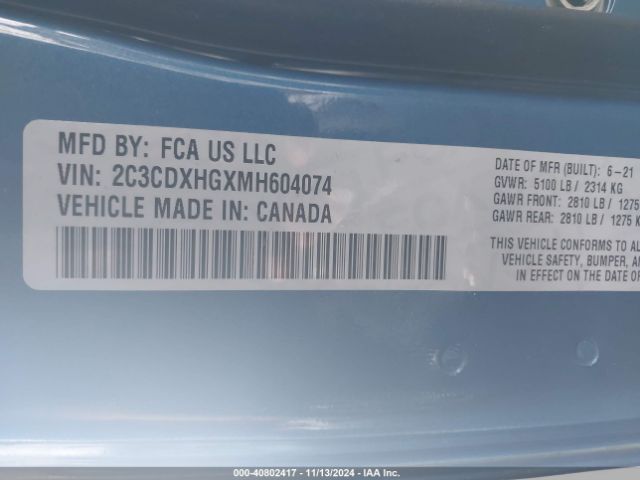 MFD BY: FCA US LLC
VIN: 2C3CDXHGXMH604074
VEHICLE MADE IN: CANADA
DATE OF MFR (BUILT): 6-21
GVWR: 5100 LB / 2314 KG
GAWR FRONT: 2810 LB / 1275
GAWR REAR: 2810 LB / 1275 K
THIS VEHICLE CONFORMS TO AL
VEHICLE SAFETY, BUMPER, AN
IN EFFECT ON THE DATE OF
000-40802417 - 11/13/2024 - IAA Inc.